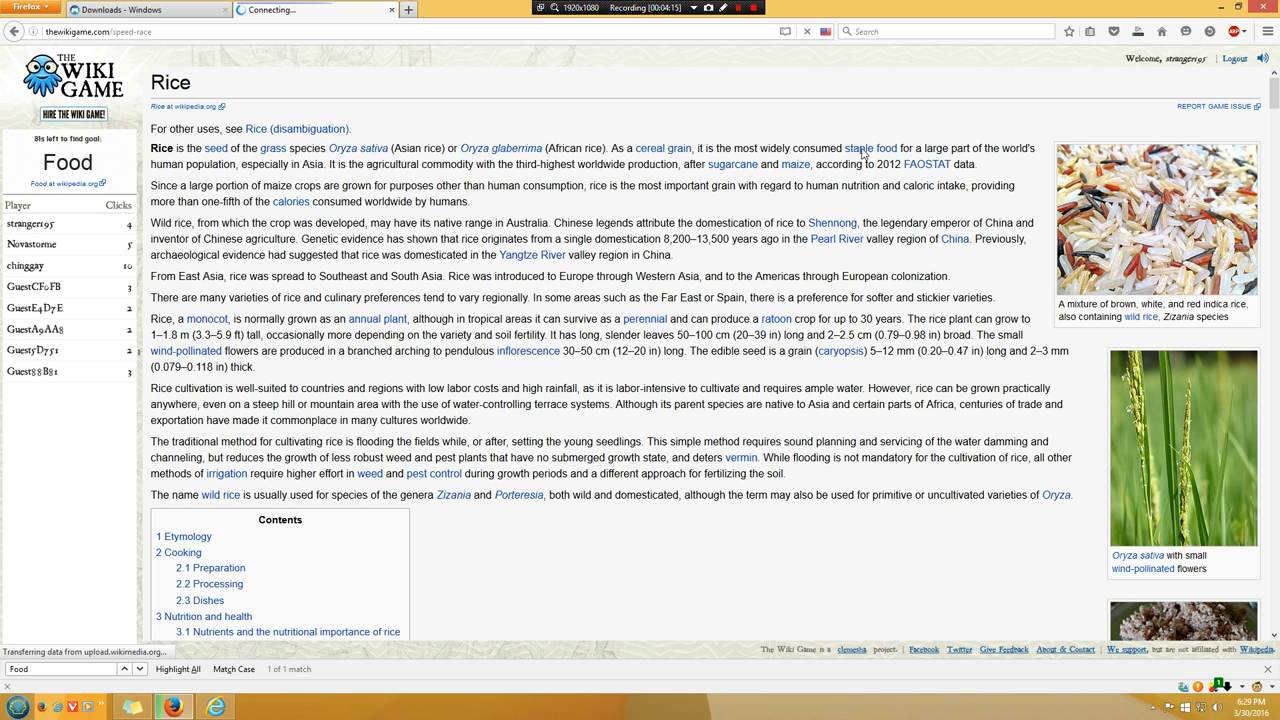 Firefox
Downloads - Windows
Connecting...
1920x1080
Recording [00:04:15]
thewikigame.com/speed-race
Search
THE
WIKI
GAME
HIRE THE WIKI GAME!
81s left to find goal:
Food
Food at wikipedia.org
Player Clicks
stranger195 4
Novastorme 5
chinggay 10
GuestCF0FB 3
GuestE4D7E 2
GuestA9AA8 2
Guest5D751 2
Guest88B81 3
Welcome, stranger195 | Logout
Rice
Rice at wikipedia.org
REPORT GAME ISSUE
For other uses, see Rice (disambiguation).
Rice is the seed of the grass species Oryza sativa (Asian rice) or Oryza glaberrima (African rice). As a cereal grain, it is the most widely consumed staple food for a large part of the world's
human population, especially in Asia. It is the agricultural commodity with the third-highest worldwide production, after sugarcane and maize, according to 2012 FAOSTAT data.
Since a large portion of maize crops are grown for purposes other than human consumption, rice is the most important grain with regard to human nutrition and caloric intake, providing
more than one-fifth of the calories consumed worldwide by humans.
Wild rice, from which the crop was developed, may have its native range in Australia. Chinese legends attribute the domestication of rice to Shennong, the legendary emperor of China and
inventor of Chinese agriculture. Genetic evidence has shown that rice originates from a single domestication 8,200–13,500 years ago in the Pearl River valley region of China. Previously,
archaeological evidence had suggested that rice was domesticated in the Yangtze River valley region in China.
From East Asia, rice was spread to Southeast and South Asia. Rice was introduced to Europe through Western Asia, and to the Americas through European colonization.
There are many varieties of rice and culinary preferences tend to vary regionally. In some areas such as the Far East or Spain, there is a preference for softer and stickier varieties.
Rice, a monocot, is normally grown as an annual plant, although in tropical areas it can survive as a perennial and can produce a ratoon crop for up to 30 years. The rice plant can grow to
1–1.8 m (3.3–5.9 ft) tall, occasionally more depending on the variety and soil fertility. It has long, slender leaves 50–100 cm (20–39 in) long and 2–2.5 cm (0.79–0.98 in) broad. The small
wind-pollinated flowers are produced in a branched arching to pendulous inflorescence 30–50 cm (12–20 in) long. The edible seed is a grain (caryopsis) 5–12 mm (0.20–0.47 in) long and 2–3 mm
(0.079–0.118 in) thick.
Rice cultivation is well-suited to countries and regions with low labor costs and high rainfall, as it is labor-intensive to cultivate and requires ample water. However, rice can be grown practically
anywhere, even on a steep hill or mountain area with the use of water-controlling terrace systems. Although its parent species are native to Asia and certain parts of Africa, centuries of trade and
exportation have made it commonplace in many cultures worldwide.
The traditional method for cultivating rice is flooding the fields while, or after, setting the young seedlings. This simple method requires sound planning and servicing of the water damming and
channeling, but reduces the growth of less robust weed and pest plants that have no submerged growth state, and deters vermin. While flooding is not mandatory for the cultivation of rice, all other
methods of irrigation require higher effort in weed and pest control during growth periods and a different approach for fertilizing the soil.
The name wild rice is usually used for species of the genera Zizania and Porteresia, both wild and domesticated, although the term may also be used for primitive or uncultivated varieties of Oryza.
A mixture of brown, white, and red indica rice,
also containing wild rice, Zizania species
Oryza sativa with small
wind-pollinated flowers
Contents
1 Etymology
2 Cooking
2.1 Preparation
2.2 Processing
2.3 Dishes
3 Nutrition and health
3.1 Nutrients and the nutritional importance of rice
Transferring data from upload.wikimedia.org...
The Wiki Game is a clemesha project. | Facebook Twitter Give Feedback About & Contact | We support, but are not affiliated with Wikipedia.
Food
Highlight All
Match Case
1 of 1 match
ABP
1
6:29 PM
3/30/2016